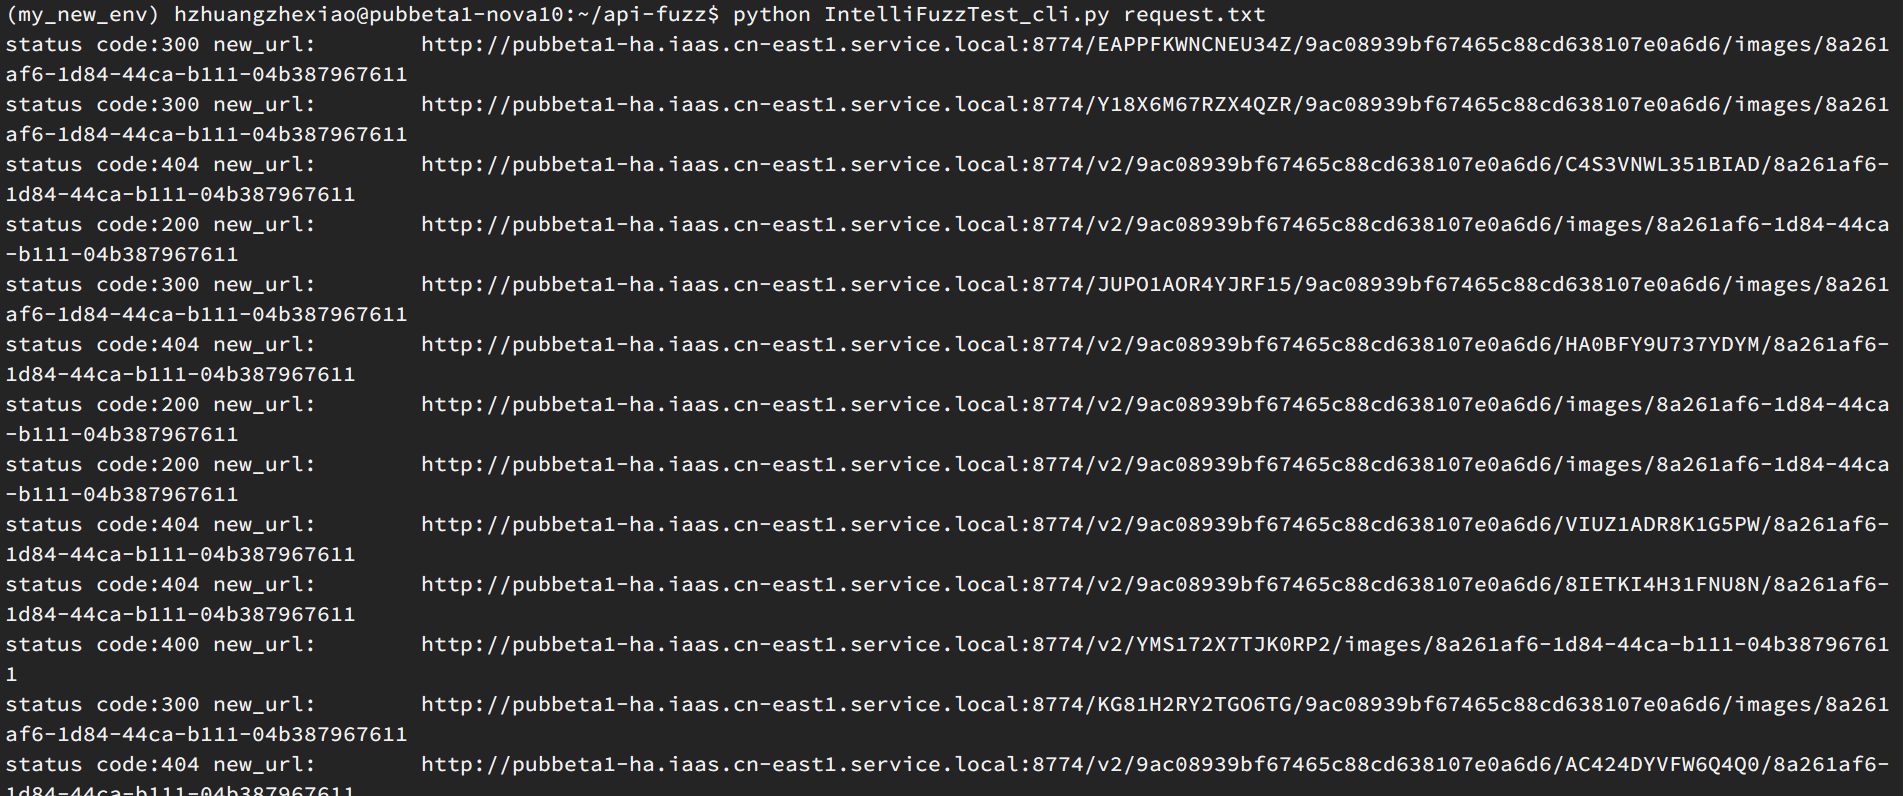 (my_new_env) hzhuangzhexiao@pubbeta1-nova10:~/api-fuzz$ python IntelliFuzzTest_cli.py request.txt
status code:300 new_url:        http://pubbeta1-ha.iaas.cn-east1.service.local:8774/EAPPFKWNCNEU34Z/9ac08939bf67465c88cd638107e0a6d6/images/8a261
af6-1d84-44ca-b111-04b387967611
status code:300 new_url:        http://pubbeta1-ha.iaas.cn-east1.service.local:8774/Y18X6M67RZX4QZR/9ac08939bf67465c88cd638107e0a6d6/images/8a261
af6-1d84-44ca-b111-04b387967611
status code:404 new_url:        http://pubbeta1-ha.iaas.cn-east1.service.local:8774/v2/9ac08939bf67465c88cd638107e0a6d6/C4S3VNWL351BIAD/8a261af6-
1d84-44ca-b111-04b387967611
status code:200 new_url:        http://pubbeta1-ha.iaas.cn-east1.service.local:8774/v2/9ac08939bf67465c88cd638107e0a6d6/images/8a261af6-1d84-44ca
-b111-04b387967611
status code:300 new_url:        http://pubbeta1-ha.iaas.cn-east1.service.local:8774/JUPO1AOR4YJRF15/9ac08939bf67465c88cd638107e0a6d6/images/8a261
af6-1d84-44ca-b111-04b387967611
status code:404 new_url:        http://pubbeta1-ha.iaas.cn-east1.service.local:8774/v2/9ac08939bf67465c88cd638107e0a6d6/HA0BFY9U737YDYM/8a261af6-
1d84-44ca-b111-04b387967611
status code:200 new_url:        http://pubbeta1-ha.iaas.cn-east1.service.local:8774/v2/9ac08939bf67465c88cd638107e0a6d6/images/8a261af6-1d84-44ca
-b111-04b387967611
status code:200 new_url:        http://pubbeta1-ha.iaas.cn-east1.service.local:8774/v2/9ac08939bf67465c88cd638107e0a6d6/images/8a261af6-1d84-44ca
-b111-04b387967611
status code:404 new_url:        http://pubbeta1-ha.iaas.cn-east1.service.local:8774/v2/9ac08939bf67465c88cd638107e0a6d6/VIUZ1ADR8K1G5PW/8a261af6-
1d84-44ca-b111-04b387967611
status code:404 new_url:        http://pubbeta1-ha.iaas.cn-east1.service.local:8774/v2/9ac08939bf67465c88cd638107e0a6d6/8IETKI4H31FNU8N/8a261af6-
1d84-44ca-b111-04b387967611
status code:400 new_url:        http://pubbeta1-ha.iaas.cn-east1.service.local:8774/v2/YMS172X7TJK0RP2/images/8a261af6-1d84-44ca-b111-04b38796761
1
status code:300 new_url:        http://pubbeta1-ha.iaas.cn-east1.service.local:8774/KG81H2RY2TGO6TG/9ac08939bf67465c88cd638107e0a6d6/images/8a261
af6-1d84-44ca-b111-04b387967611
status code:404 new_url:        http://pubbeta1-ha.iaas.cn-east1.service.local:8774/v2/9ac08939bf67465c88cd638107e0a6d6/AC424DYVFW6Q4Q0/8a261af6-
1d84-44ca-b111-04b387967611